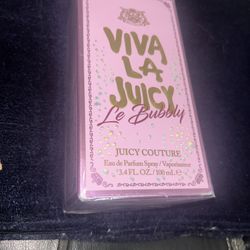 VIVA
LA
JUICY
Le Bubbly
JUICY COUTURE
Eau de Parfum Spray / Vaporisateur
3.4 FL. OZ. / 100 ml e